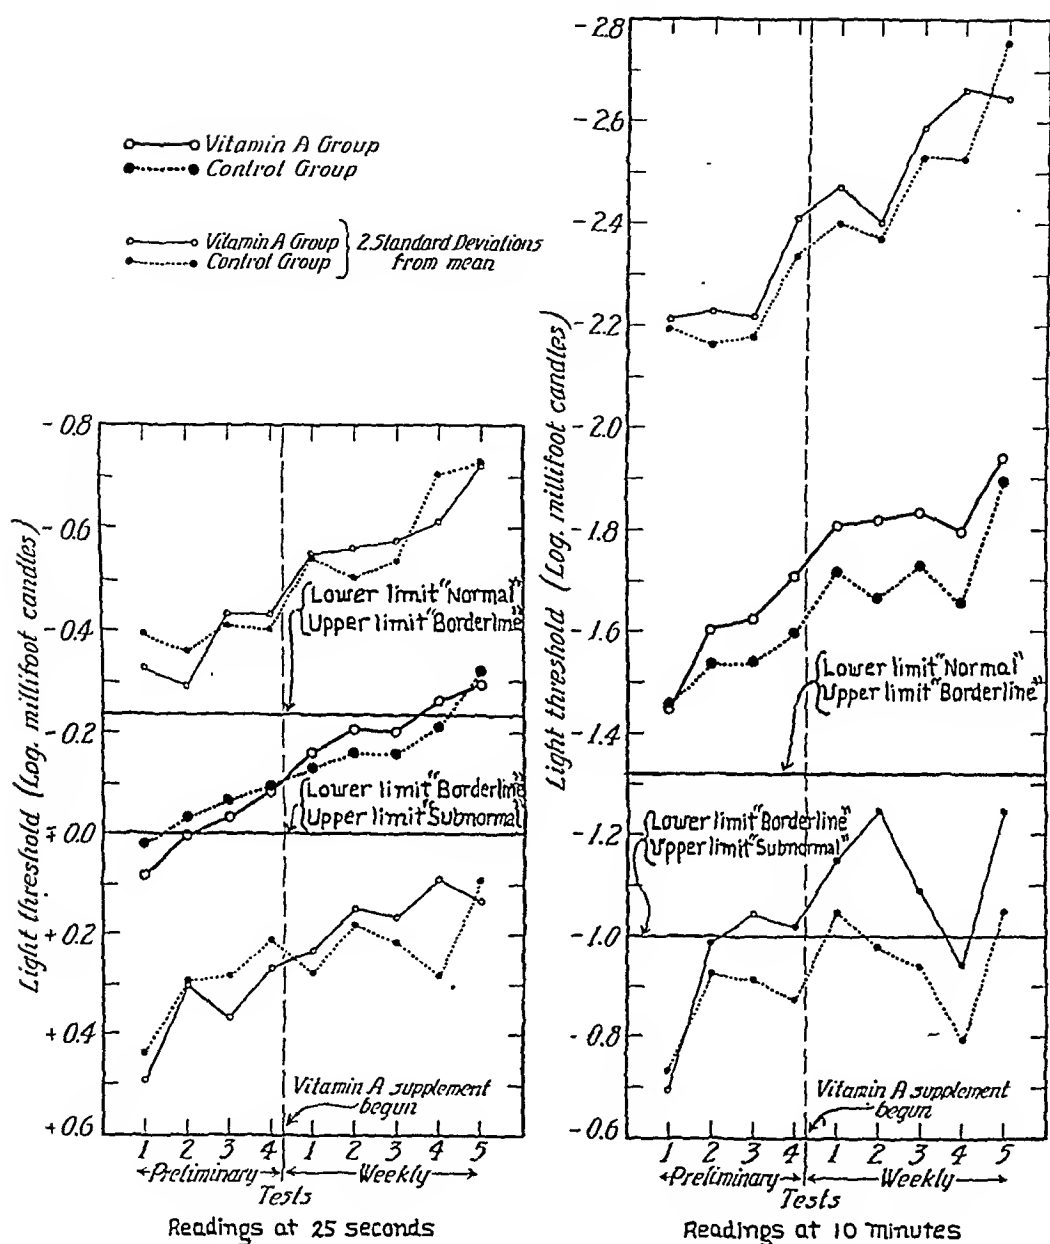 Vitamin A Group
Control Group
Vitamin A Group
Control Group
2 Standard Deviations
from mean
Light threshold (Log. millifoot candles)
- 0.8
- 0.6
- 0.4
- 0.2
∓ 0.0
+ 0.2
+ 0.4
+ 0.6
Lower limit "Normal"
Upper limit "Borderline"
Lower limit "Borderline"
Upper limit "Subnormal"
Vitamin A supplement
begun
1 2 3 4 1 2 3 4 5
Preliminary Weekly
Tests
Readings at 25 seconds
Light threshold (Log. millifoot candles)
- 2.8
- 2.6
- 2.4
- 2.2
- 2.0
- 1.8
- 1.6
- 1.4
- 1.2
- 1.0
- 0.8
- 0.6
Lower limit "Normal"
Upper limit "Borderline"
Lower limit "Borderline"
Upper limit "Subnormal"
Vitamin A supplement
begun
1 2 3 4 1 2 3 4 5
Preliminary Weekly
Tests
Readings at 10 minutes